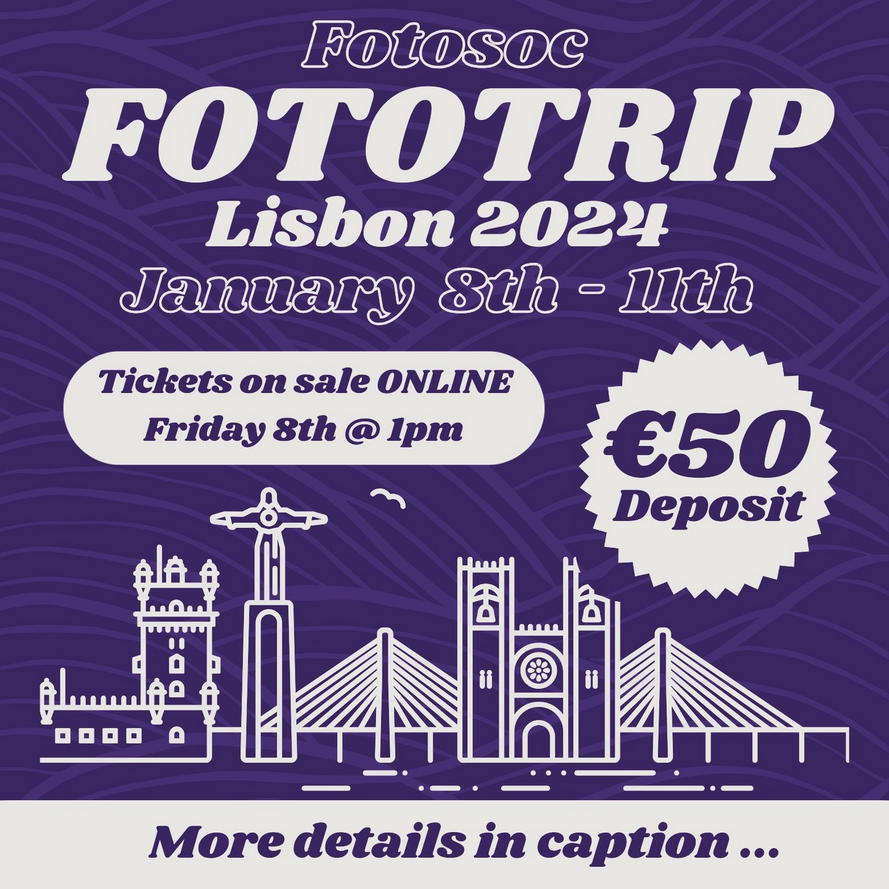 Fotosoc
FOTOTRIP
Lisbon 2024
January 8th - 11th
Tickets on sale ONLINE
Friday 8th @ 1pm
€50
Deposit
More details in caption ...